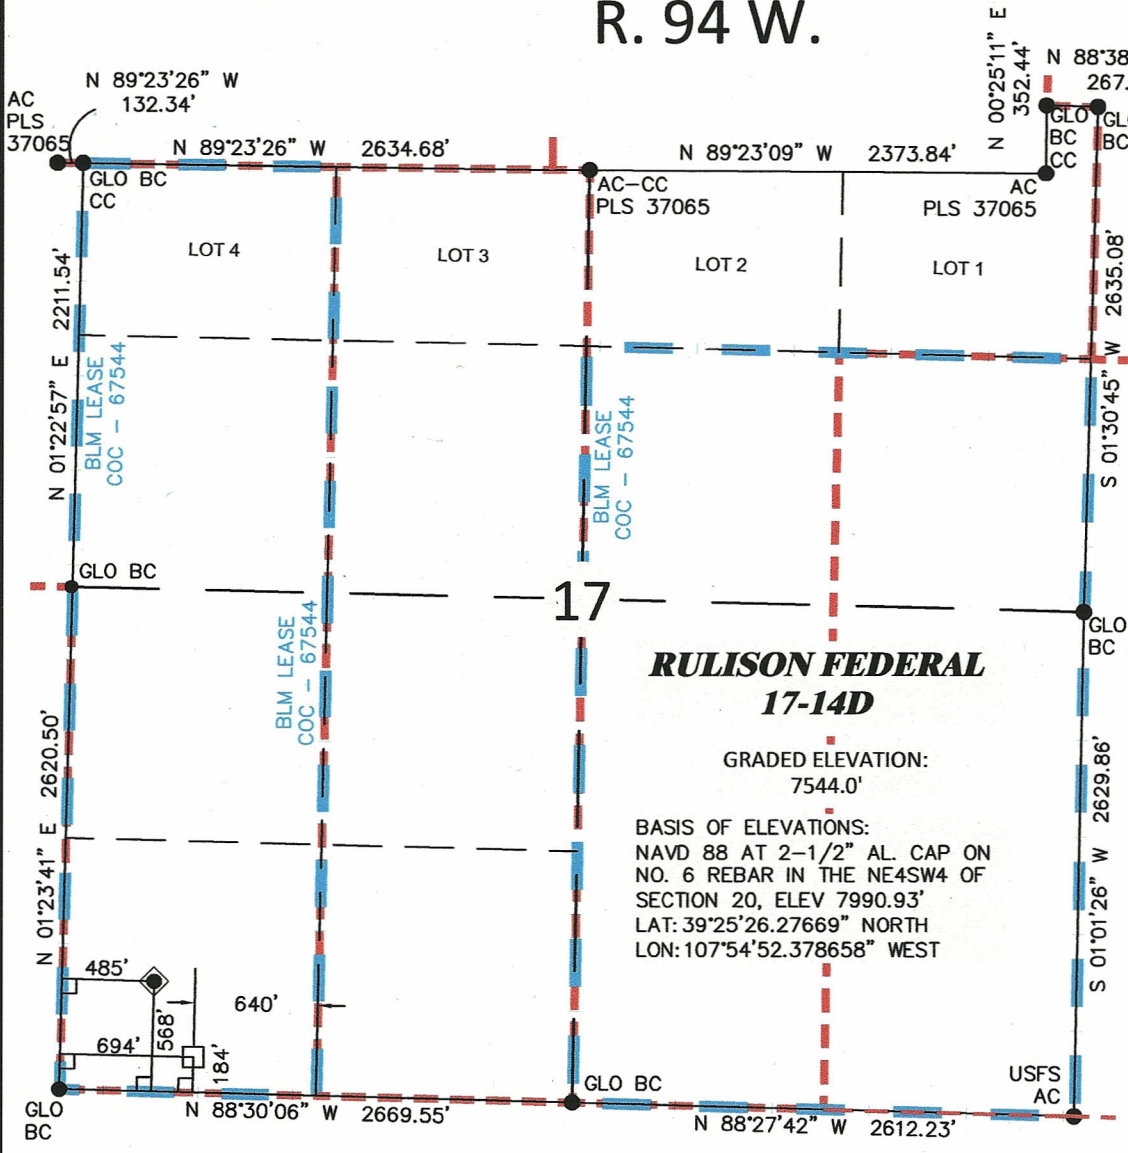 R. 94 W.
N 00°25'11" E
352.44'
N 88°38
267.
N 89°23'26" W
132.34'
AC
PLS
37065
N 89°23'26" W 2634.68'
N 89°23'09" W 2373.84'
GLO
BC
CC
GLO
BC
GLO BC
CC
AC-CC
PLS 37065
AC
PLS 37065
LOT 4
LOT 3
LOT 2
LOT 1
N 01°22'57" E 2211.54'
BLM LEASE
COC - 67544
BLM LEASE
COC - 67544
2635.08'
S 01°30'45" W
GLO BC
17
GLO
BC
BLM LEASE
COC - 67544
RULISON FEDERAL
17-14D
GRADED ELEVATION:
7544.0'
BASIS OF ELEVATIONS:
NAVD 88 AT 2-1/2" AL. CAP ON
NO. 6 REBAR IN THE NE4SW4 OF
SECTION 20, ELEV 7990.93'
LAT: 39°25'26.27669" NORTH
LON: 107°54'52.378658" WEST
N 01°23'41" E 2620.50'
S 01°01'26" W 2629.86'
485'
568'
640'
694'
184'
GLO
BC
N 88°30'06" W 2669.55'
GLO BC
N 88°27'42" W 2612.23'
USFS
AC